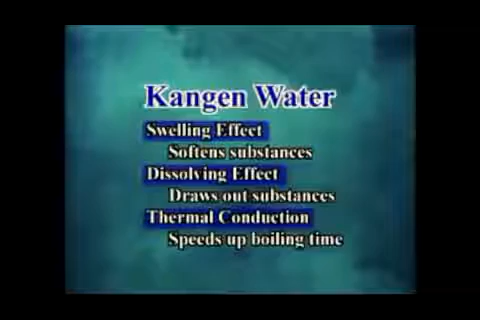 Kangen Water
Swelling Effect
Softens substances
Dissolving Effect
Draws out substances
Thermal Conduction
Speeds up boiling time